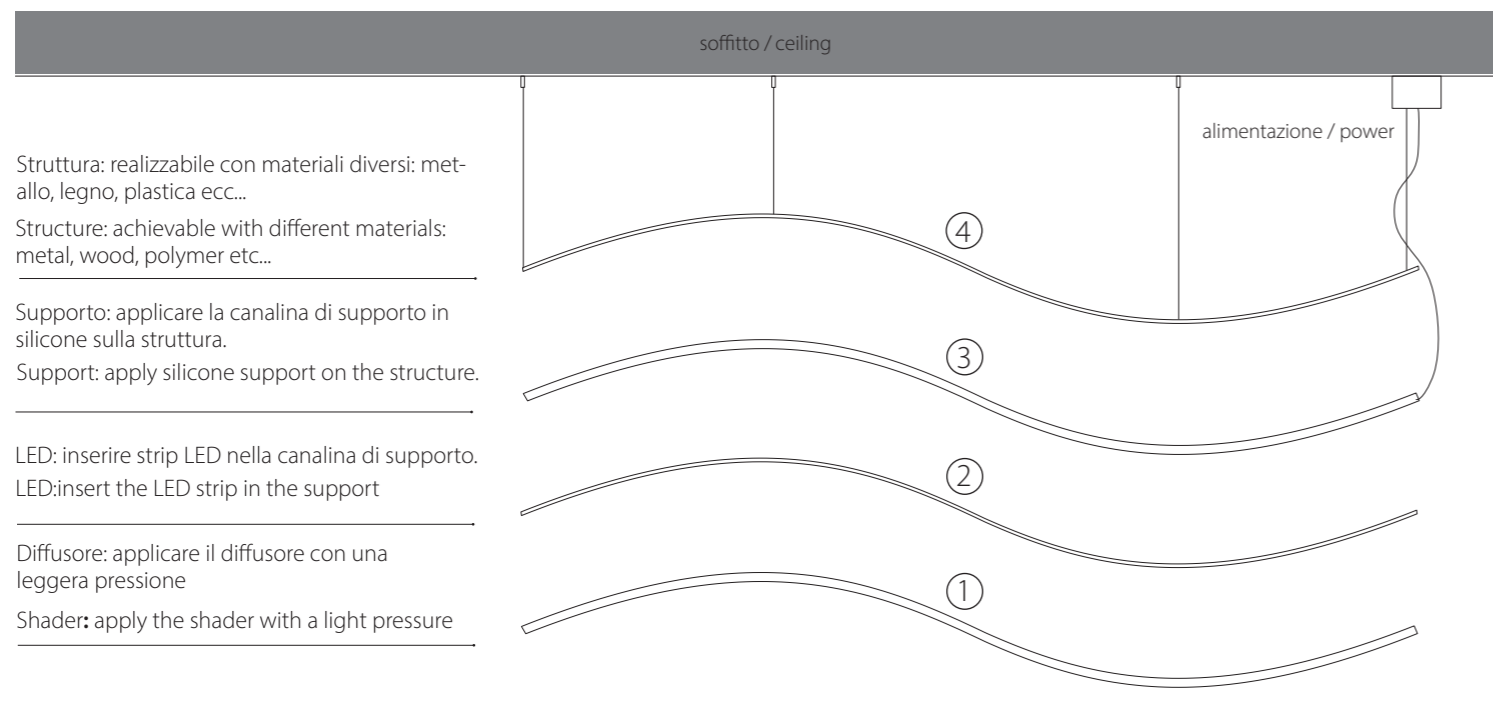 soffitto / ceiling
alimentazione / power
Struttura: realizzabile con materiali diversi: met-
allo, legno, plastica ecc...
Structure: achievable with different materials:
metal, wood, polymer etc...
④
Supporto: applicare la canalina di supporto in
silicone sulla struttura.
Support: apply silicone support on the structure.
③
LED: inserire strip LED nella canalina di supporto.
LED:insert the LED strip in the support
②
Diffusore: applicare il diffusore con una
leggera pressione
Shader: apply the shader with a light pressure
①